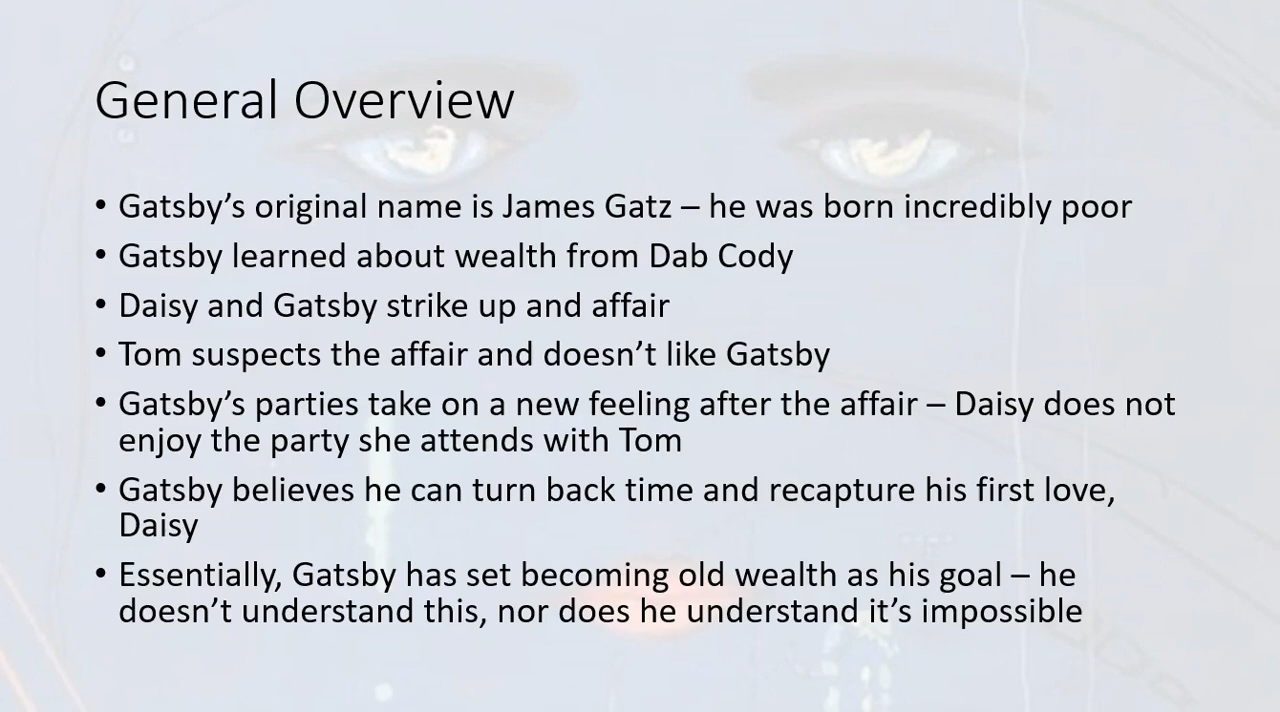 General Overview
• Gatsby’s original name is James Gatz – he was born incredibly poor
• Gatsby learned about wealth from Dab Cody
• Daisy and Gatsby strike up and affair
• Tom suspects the affair and doesn’t like Gatsby
• Gatsby’s parties take on a new feeling after the affair – Daisy does not
enjoy the party she attends with Tom
• Gatsby believes he can turn back time and recapture his first love,
Daisy
• Essentially, Gatsby has set becoming old wealth as his goal – he
doesn’t understand this, nor does he understand it’s impossible